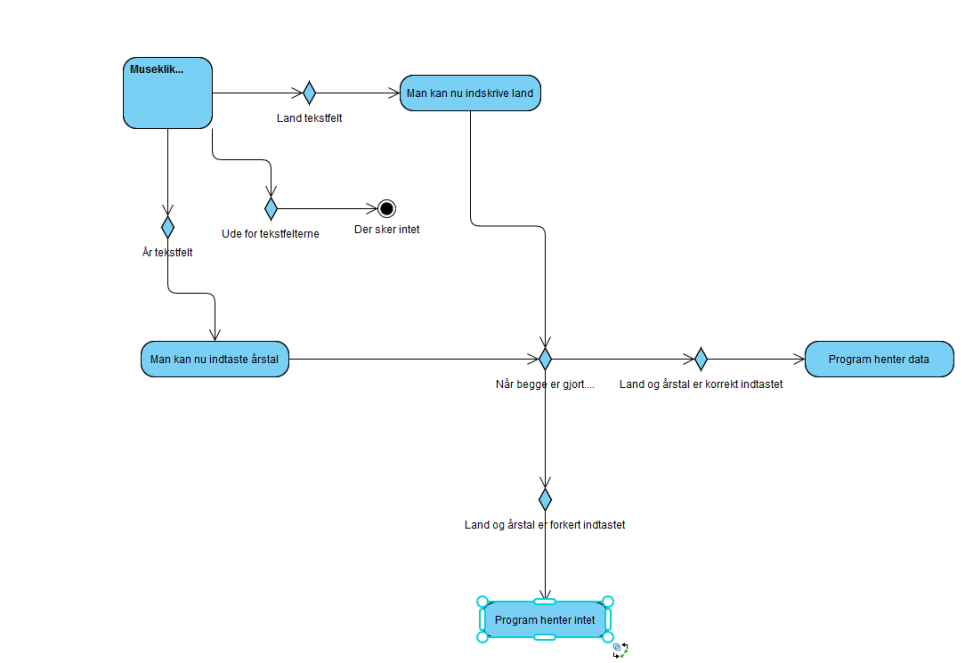 Museklik...
Man kan nu indskrive land
Land tekstfelt
Ude for tekstfelterne
Der sker intet
År tekstfelt
Man kan nu indtaste årstal
Program henter data
Når begge er gjort....
Land og årstal er korrekt indtastet
Land og årstal er forkert indtastet
Program henter intet